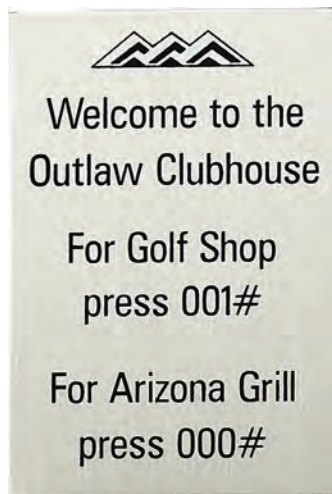 Welcome to the
Outlaw Clubhouse
For Golf Shop
press 001#
For Arizona Grill
press 000#